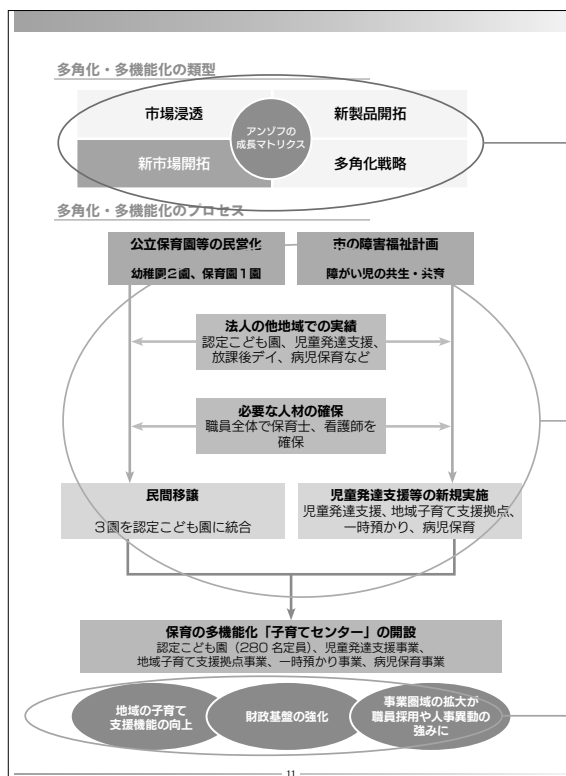 多角化・多機能化の類型
市場浸透
新製品開拓
アンゾフの
成長マトリクス
新市場開拓
多角化戦略
多角化・多機能化のプロセス
公立保育園等の民営化
幼稚園2園、保育園1園
市の障害福祉計画
障がい児の共生・共育
法人の他地域での実績
認定こども園、児童発達支援、
放課後デイ、病児保育など
必要な人材の確保
職員全体で保育士、看護師を
確保
民間移譲
3園を認定こども園に統合
児童発達支援等の新規実施
児童発達支援、地域子育て支援拠点、
一時預かり、病児保育
保育の多機能化「子育てセンター」の開設
認定こども園（280 名定員）、児童発達支援事業、
地域子育て支援拠点事業、一時預かり事業、病児保育事業
地域の子育て
支援機能の向上
財政基盤の強化
事業圏域の拡大が
職員採用や人事異動の
強みに
11